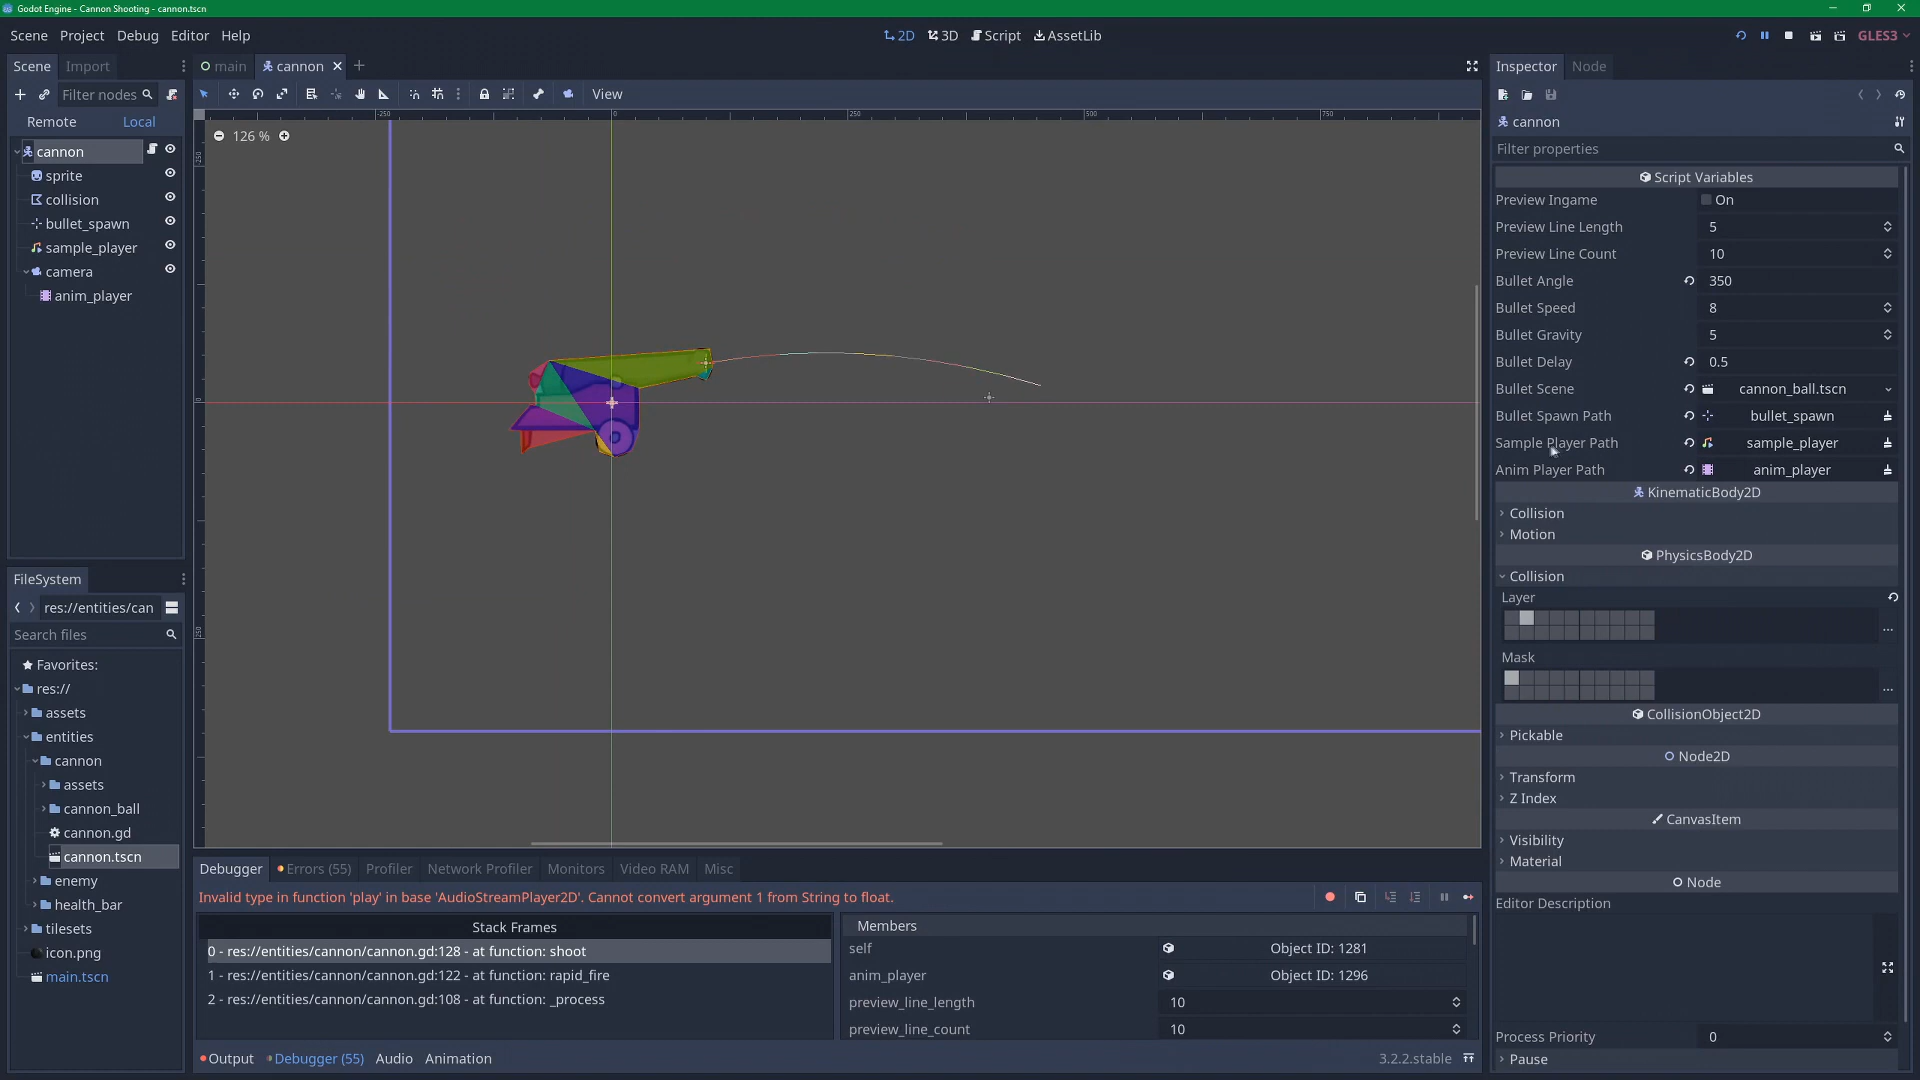 Godot Engine - Cannon Shooting - cannon.tscn
Scene Project Debug Editor Help
2D 3D Script AssetLib
GLES3
Scene Import
main cannon
Inspector Node
Filter nodes
View
Remote Local
cannon
126 %
-250 0 250 500 750
cannon
Filter properties
cannon
sprite
collision
bullet_spawn
sample_player
camera
anim_player
Script Variables
Preview Ingame On
Preview Line Length 5
Preview Line Count 10
Bullet Angle 350
Bullet Speed 8
Bullet Gravity 5
Bullet Delay 0.5
Bullet Scene cannon_ball.tscn
Bullet Spawn Path bullet_spawn
Sample Player Path sample_player
Anim Player Path anim_player
KinematicBody2D
Collision
Motion
PhysicsBody2D
Collision
Layer
...
Mask
...
CollisionObject2D
Pickable
Node2D
Transform
Z Index
CanvasItem
Visibility
Material
Node
Editor Description
Process Priority 0
Pause
FileSystem
res://entities/can
Search files
Favorites:
res://
assets
entities
cannon
assets
cannon_ball
cannon.gd
cannon.tscn
enemy
health_bar
tilesets
icon.png
main.tscn
Debugger Errors (55) Profiler Network Profiler Monitors Video RAM Misc
Invalid type in function 'play' in base 'AudioStreamPlayer2D'. Cannot convert argument 1 from String to float.
Stack Frames
0 - res://entities/cannon/cannon.gd:128 - at function: shoot
1 - res://entities/cannon/cannon.gd:122 - at function: rapid_fire
2 - res://entities/cannon/cannon.gd:108 - at function: _process
Members
self Object ID: 1281
anim_player Object ID: 1296
preview_line_length 10
preview_line_count 10
Output Debugger (55) Audio Animation
3.2.2.stable